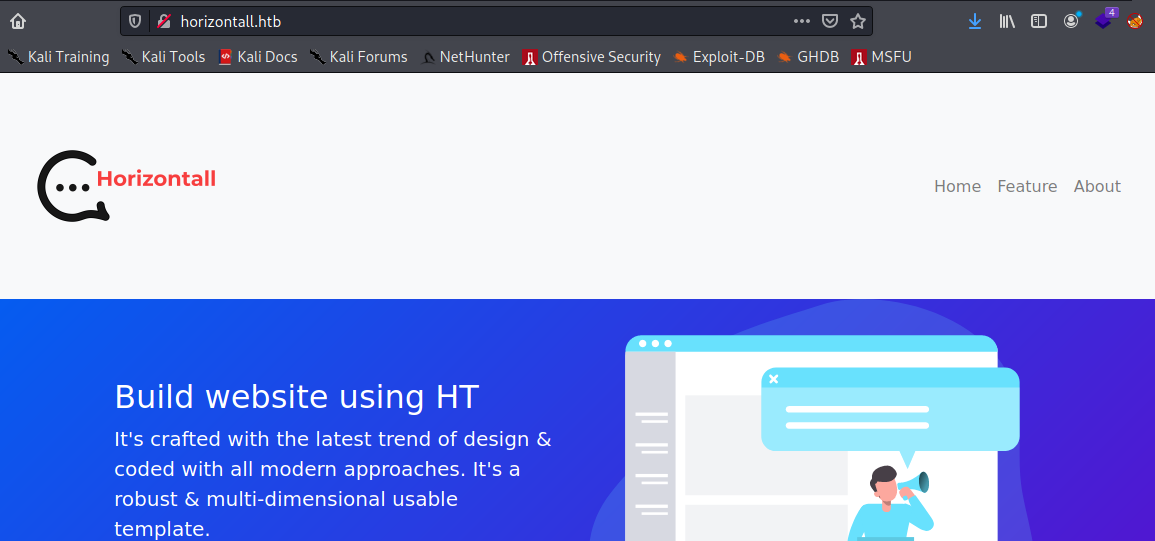 horizontall.htb
4
Kali Training Kali Tools Kali Docs Kali Forums NetHunter Offensive Security Exploit-DB GHDB MSFU
Horizontall
Home Feature About
Build website using HT
It's crafted with the latest trend of design &
coded with all modern approaches. It's a
robust & multi-dimensional usable
template.